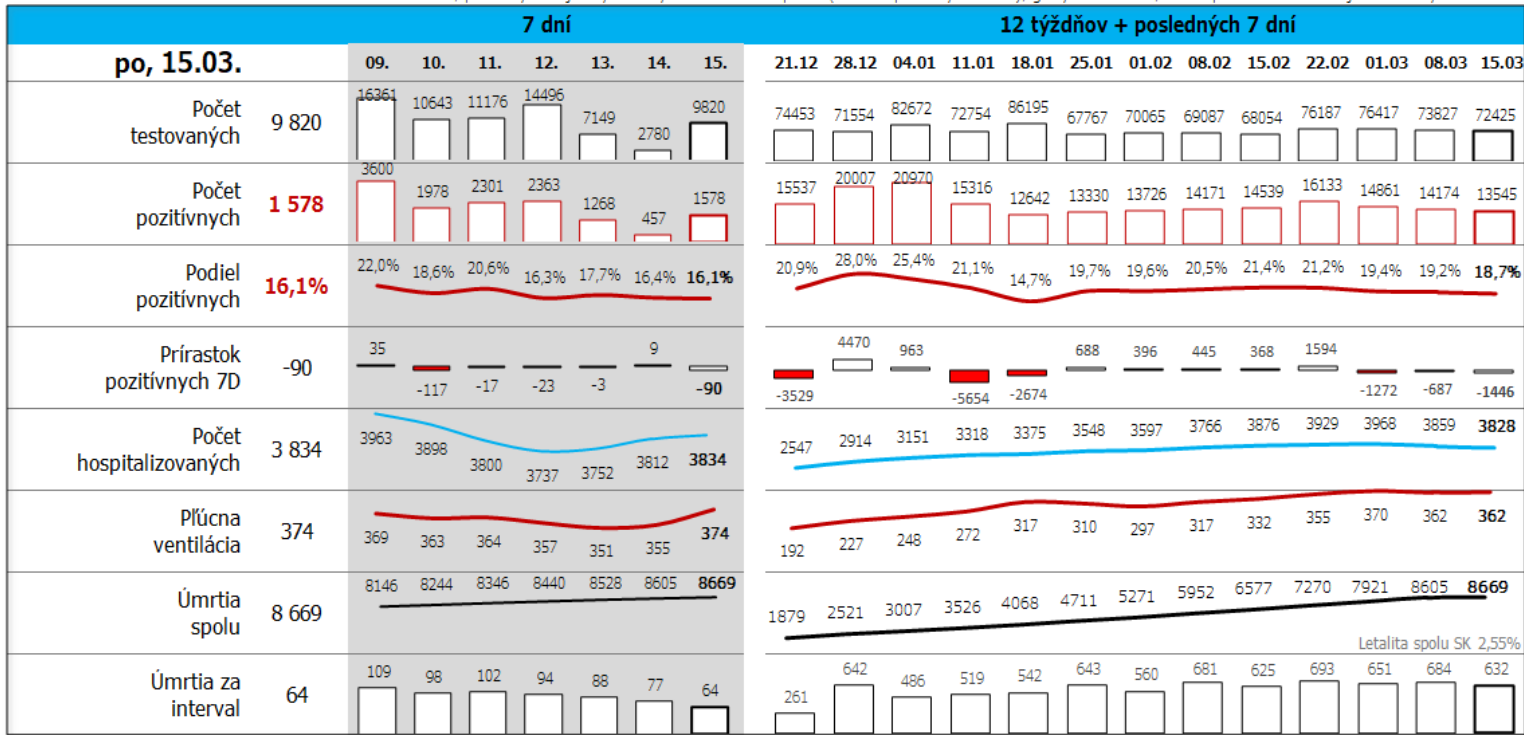 7 dní 12 týždňov + posledných 7 dní
po, 15.03. 09. 10. 11. 12. 13. 14. 15. 21.12 28.12 04.01 11.01 18.01 25.01 01.02 08.02 15.02 22.02 01.03 08.03 15.03
Počet testovaných 9 820 16361 10643 11176 14496 7149 2780 9820 74453 71554 82672 72754 86195 67767 70065 69087 68054 76187 76417 73827 72425
Počet pozitívnych 1 578 3600 1978 2301 2363 1268 457 1578 15537 20007 20970 15316 12642 13330 13726 14171 14539 16133 14861 14174 13545
Podiel pozitívnych 16,1% 22,0% 18,6% 20,6% 16,3% 17,7% 16,4% 16,1% 20,9% 28,0% 25,4% 21,1% 14,7% 19,7% 19,6% 20,5% 21,4% 21,2% 19,4% 19,2% 18,7%
Prírastok pozitívnych 7D -90 35 -117 -17 -23 -3 9 -90 -3529 4470 963 -5654 -2674 688 396 445 368 1594 -1272 -687 -1446
Počet hospitalizovaných 3 834 3963 3898 3800 3737 3752 3812 3834 2547 2914 3151 3318 3375 3548 3597 3766 3876 3929 3968 3859 3828
Pľúcna ventilácia 374 369 363 364 357 351 355 374 192 227 248 272 317 310 297 317 332 355 370 362 362
Úmrtia spolu 8 669 8146 8244 8346 8440 8528 8605 8669 1879 2521 3007 3526 4068 4711 5271 5952 6577 7270 7921 8605 8669
Letalita spolu SK 2,55%
Úmrtia za interval 64 109 98 102 94 88 77 64 261 642 486 519 542 643 560 681 625 693 651 684 632